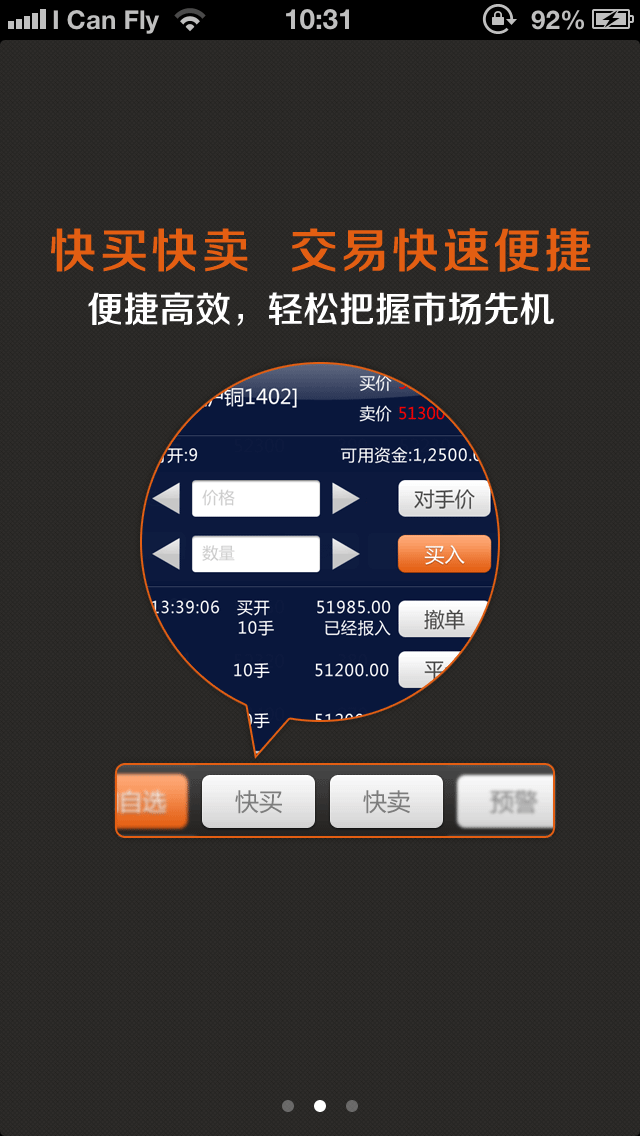 I Can Fly 10:31 92%
快买快卖 交易快速便捷
便捷高效，轻松把握市场先机
沪铜1402] 买价
卖价 51300
开:9 可用资金:1,2500.0
价格 对手价
数量 买入
13:39:06 买开 51985.00 撤单
10手 已经报入
10手 51200.00 平
手 51200
自选 快买 快卖 预警